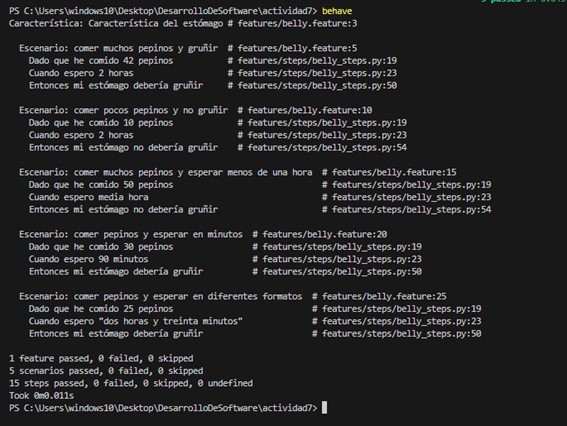 5 passed in 0.04s
PS C:\Users\windows10\Desktop\DesarrolloDeSoftware\actividad7> behave
Característica: Característica del estómago # features/belly.feature:3
Escenario: comer muchos pepinos y gruñir # features/belly.feature:5
Dado que he comido 42 pepinos # features/steps/belly_steps.py:19
Cuando espero 2 horas # features/steps/belly_steps.py:23
Entonces mi estómago debería gruñir # features/steps/belly_steps.py:50
Escenario: comer pocos pepinos y no gruñir # features/belly.feature:10
Dado que he comido 10 pepinos # features/steps/belly_steps.py:19
Cuando espero 2 horas # features/steps/belly_steps.py:23
Entonces mi estómago no debería gruñir # features/steps/belly_steps.py:54
Escenario: comer muchos pepinos y esperar menos de una hora # features/belly.feature:15
Dado que he comido 50 pepinos # features/steps/belly_steps.py:19
Cuando espero media hora # features/steps/belly_steps.py:23
Entonces mi estómago no debería gruñir # features/steps/belly_steps.py:54
Escenario: comer pepinos y esperar en minutos # features/belly.feature:20
Dado que he comido 30 pepinos # features/steps/belly_steps.py:19
Cuando espero 90 minutos # features/steps/belly_steps.py:23
Entonces mi estómago debería gruñir # features/steps/belly_steps.py:50
Escenario: comer pepinos y esperar en diferentes formatos # features/belly.feature:25
Dado que he comido 25 pepinos # features/steps/belly_steps.py:19
Cuando espero "dos horas y treinta minutos" # features/steps/belly_steps.py:23
Entonces mi estómago debería gruñir # features/steps/belly_steps.py:50
1 feature passed, 0 failed, 0 skipped
5 scenarios passed, 0 failed, 0 skipped
15 steps passed, 0 failed, 0 skipped, 0 undefined
Took 0m0.011s
PS C:\Users\windows10\Desktop\DesarrolloDeSoftware\actividad7>